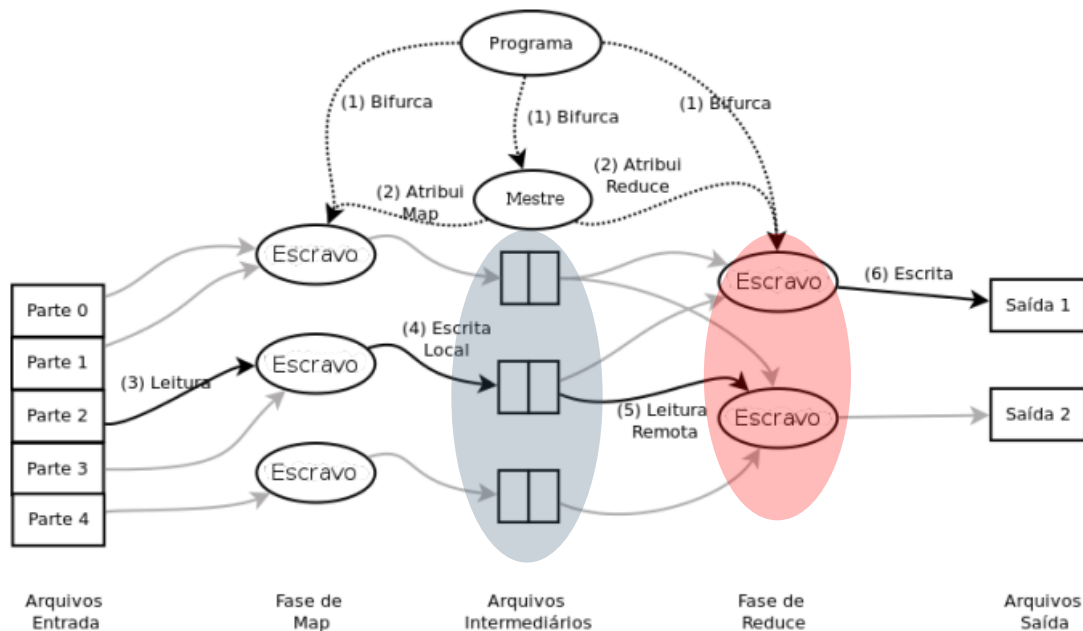 Programa
(1) Bifurca
(1) Bifurca
(1) Bifurca
(2) Atribui
Map
Mestre
(2) Atribui
Reduce
Parte 0
Parte 1
Parte 2
Parte 3
Parte 4
(3) Leitura
Escravo
Escravo
Escravo
(4) Escrita
Local
(5) Leitura
Remota
Escravo
Escravo
(6) Escrita
Saída 1
Saída 2
Arquivos
Entrada
Fase de
Map
Arquivos
Intermediários
Fase de
Reduce
Arquivos
Saída